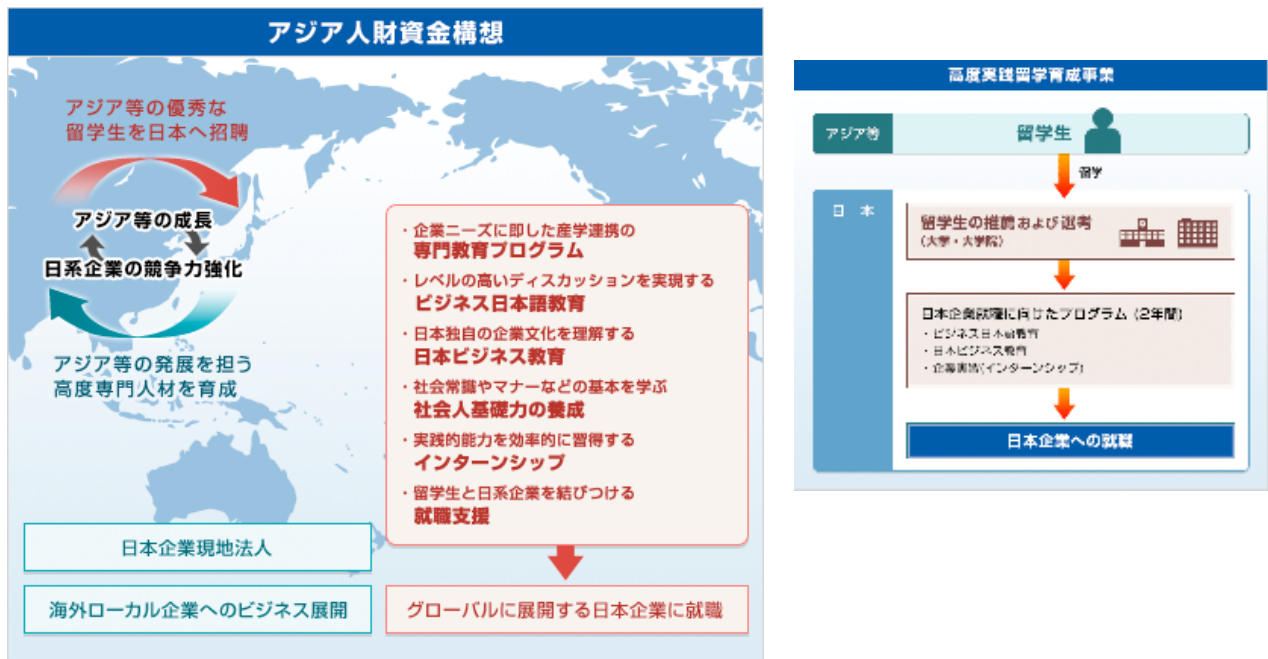 アジア人財資金構想
アジア等の優秀な
留学生を日本へ招聘
アジア等の成長
日系企業の競争力強化
アジア等の発展を担う
高度専門人材を育成
・企業ニーズに即した産学連携の
専門教育プログラム
・レベルの高いディスカッションを実現する
ビジネス日本語教育
・日本独自の企業文化を理解する
日本ビジネス教育
・社会常識やマナーなどの基本を学ぶ
社会人基礎力の養成
・実践的能力を効率的に習得する
インターンシップ
・留学生と日系企業を結びつける
就職支援
日本企業現地法人
海外ローカル企業へのビジネス展開
グローバルに展開する日本企業に就職
高度実践留学育成事業
アジア等
留学生
留学
日 本
留学生の推薦および選考
(大学・大学院)
日本企業就職に向けたプログラム (2年間)
・ビジネス日本語教育
・日本ビジネス教育
・企業実習(インターンシップ)
日本企業への就職